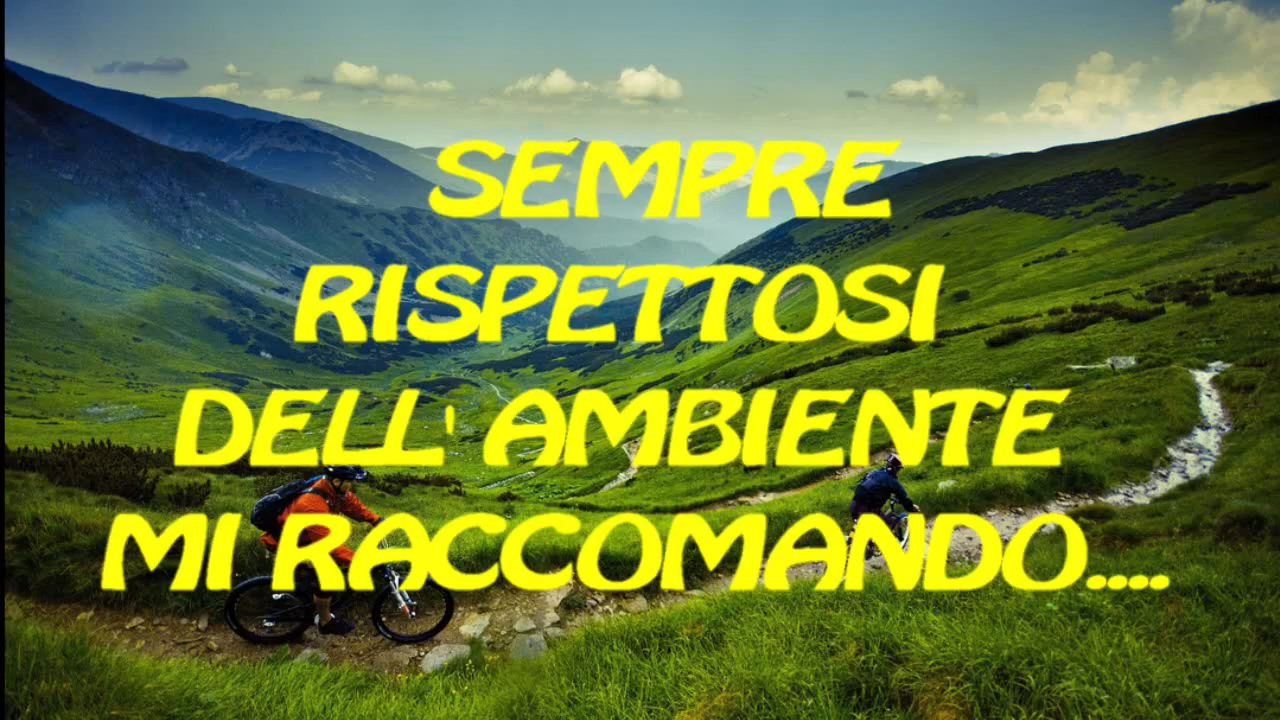 SEMPRE
RISPETTOSI
DELL' AMBIENTE
MI RACCOMANDO....